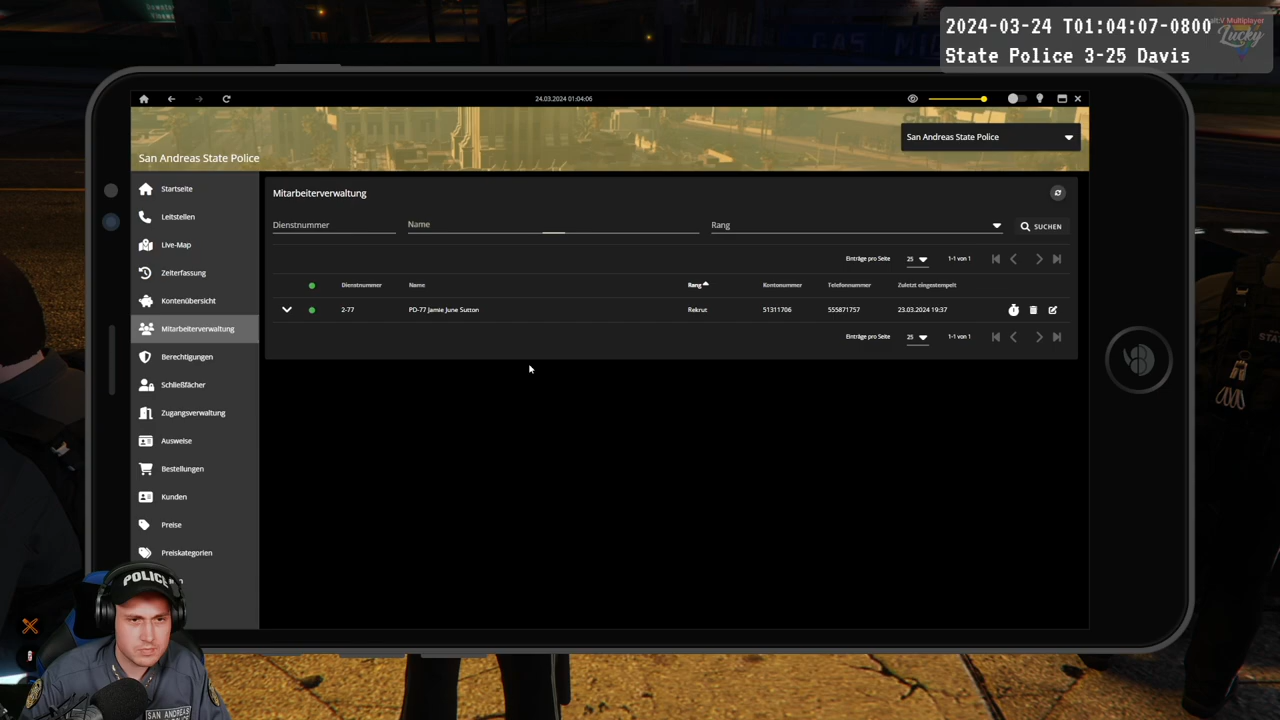 2024-03-24 T01:04:07-0800
alt:V Multiplayer
Lucky
State Police 3-25 Davis
24.03.2024 01:04:06
San Andreas State Police
San Andreas State Police
Startseite
Leitstellen
Live-Map
Zeiterfassung
Kontenübersicht
Mitarbeiterverwaltung
Berechtigungen
Schließfächer
Zugangsverwaltung
Ausweise
Bestellungen
Kunden
Preise
Preiskategorien
Mitarbeiterverwaltung
Dienstnummer Name Rang SUCHEN
Einträge pro Seite 25 1-1 von 1
Dienstnummer Name Rang Kontonummer Telefonnummer Zuletzt eingestempelt
2-77 PD-77 Jamie June Sutton Rekrut 51311706 555871757 23.03.2024 19:37
Einträge pro Seite 25 1-1 von 1
POLICE
SAN ANDREAS